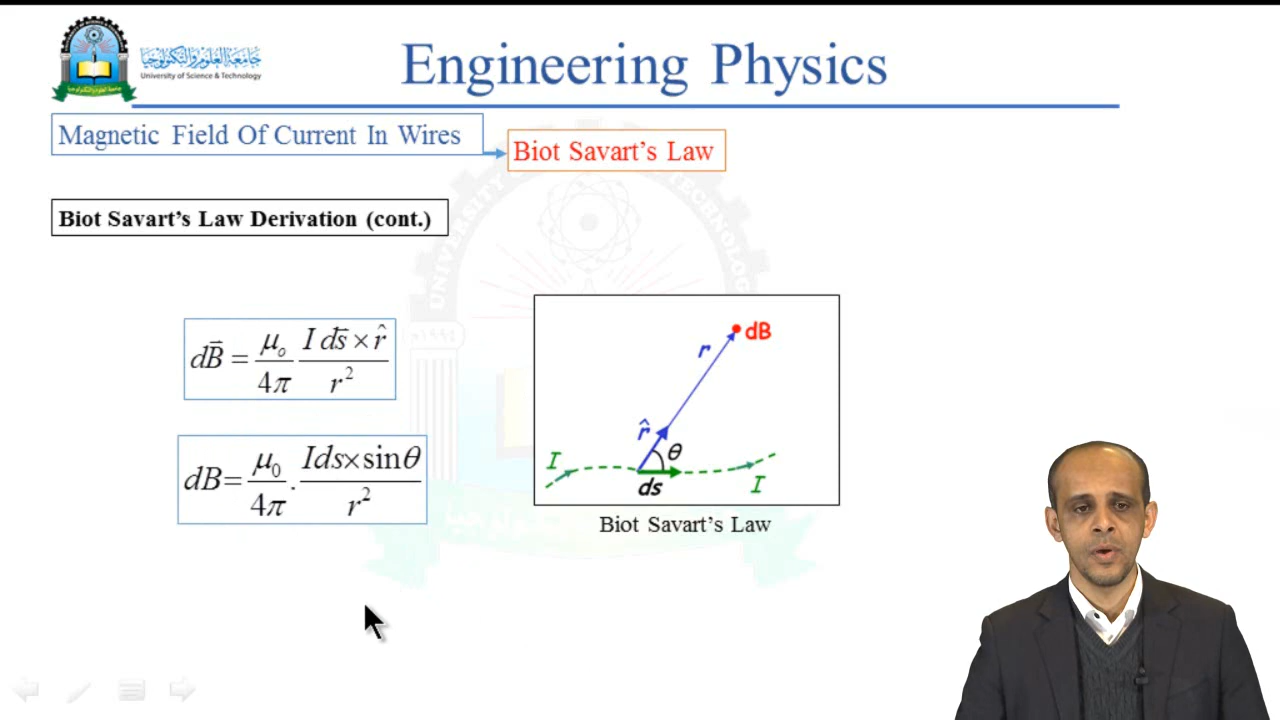 جامعة العلوم والتكنولوجيا
University of Science & Technology
Engineering Physics
Magnetic Field Of Current In Wires
Biot Savart's Law
Biot Savart's Law Derivation (cont.)
dB⃗ = μₒ/4π I ds⃗ × r̂ / r²
dB = μ₀/4π . Ids×sinθ / r²
dB
r
r̂
θ
I
ds
I
Biot Savart's Law